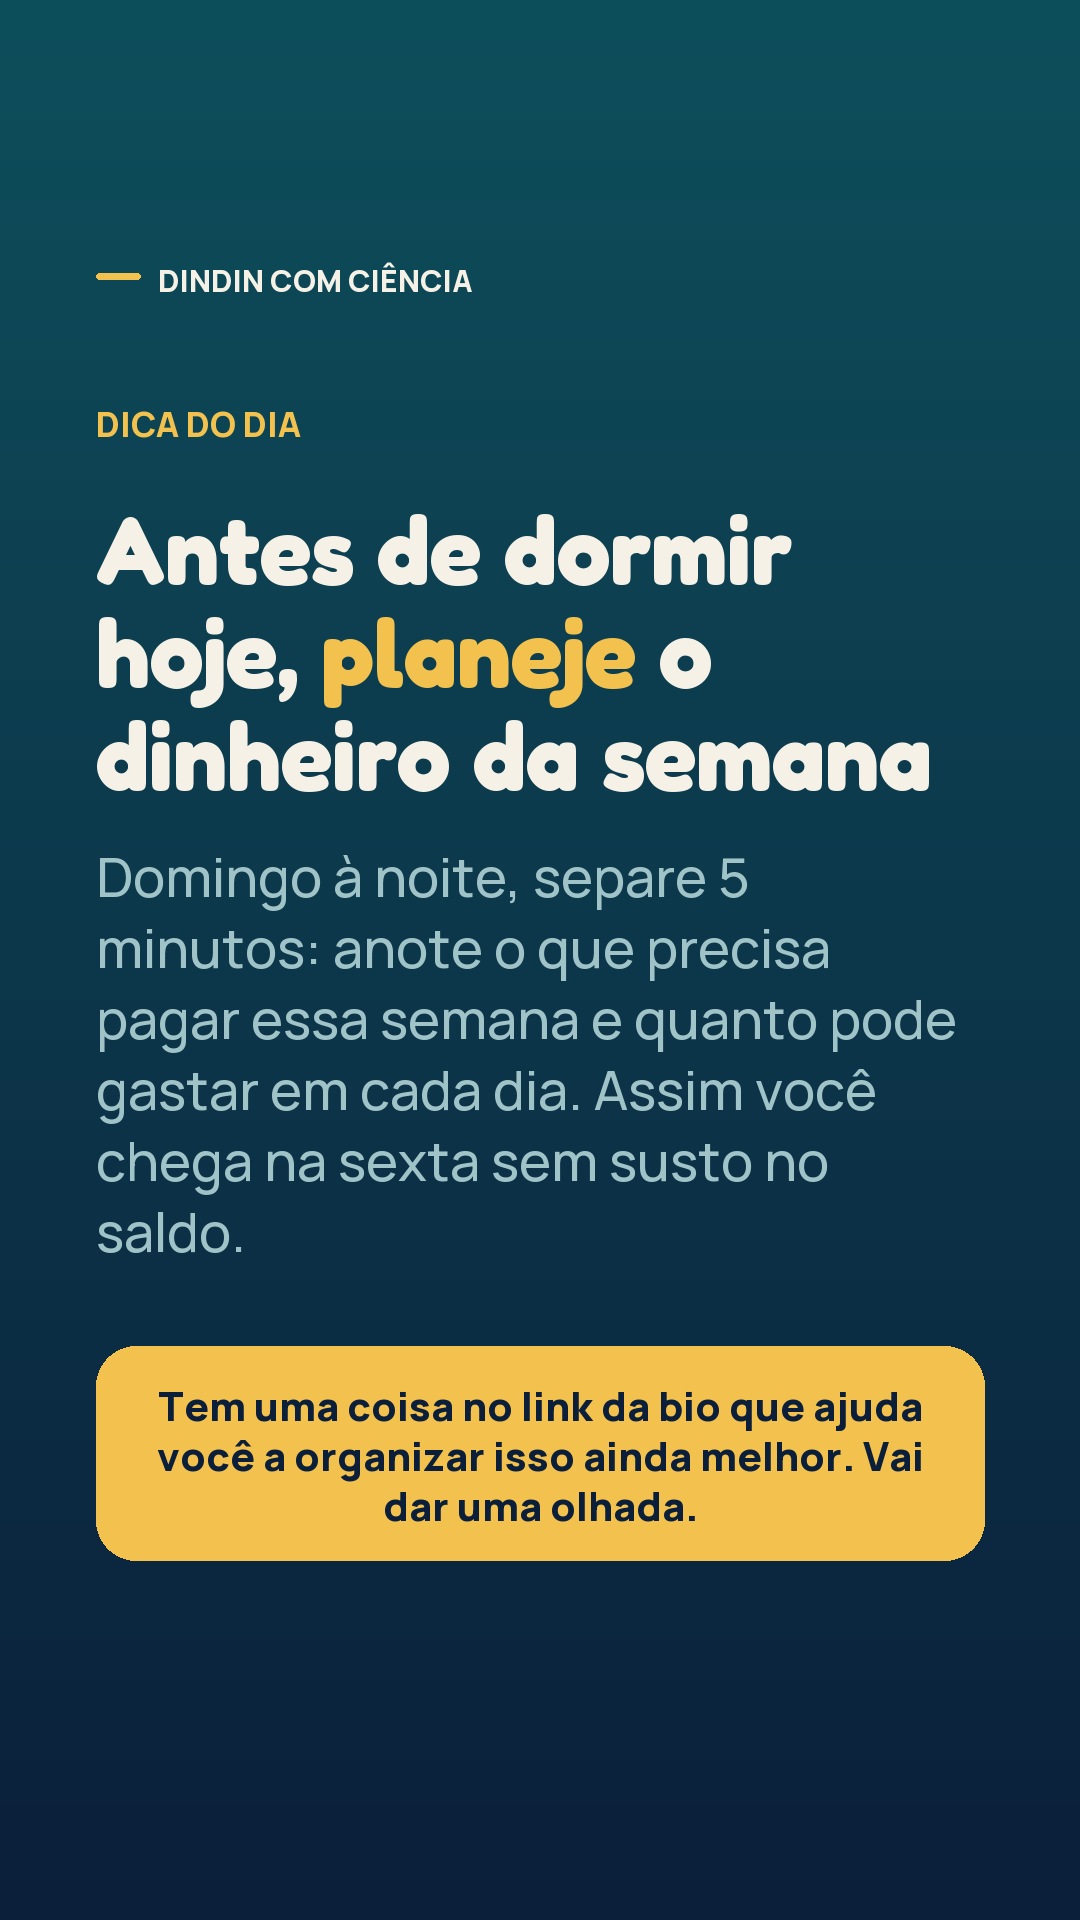 DINDIN COM CIÊNCIA
DICA DO DIA
Antes de dormir
hoje, planeje o
dinheiro da semana
Domingo à noite, separe 5
minutos: anote o que precisa
pagar essa semana e quanto pode
gastar em cada dia. Assim você
chega na sexta sem susto no
saldo.
Tem uma coisa no link da bio que ajuda
você a organizar isso ainda melhor. Vai
dar uma olhada.